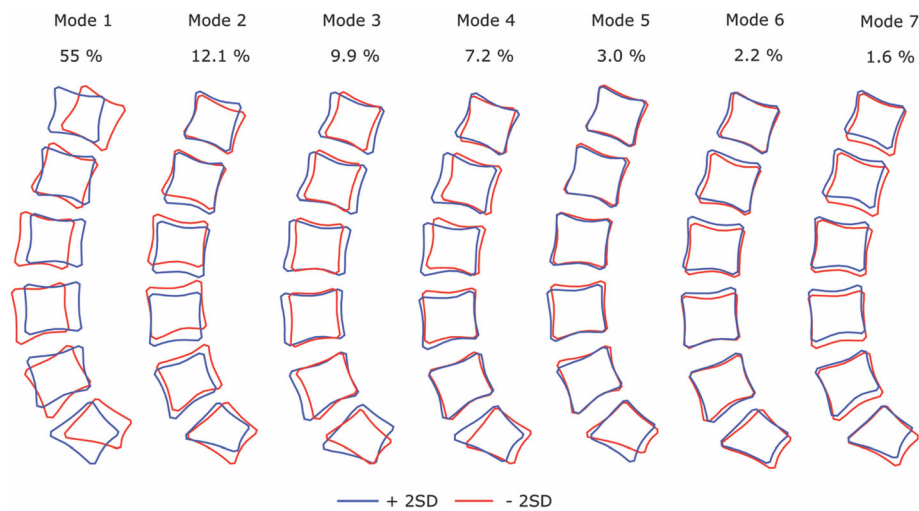 Mode 1 Mode 2 Mode 3 Mode 4 Mode 5 Mode 6 Mode 7
55 % 12.1 % 9.9 % 7.2 % 3.0 % 2.2 % 1.6 %
+ 2SD - 2SD